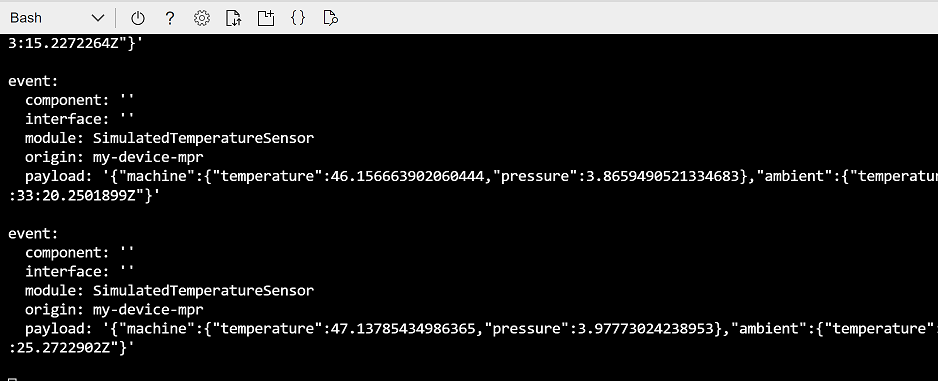 Bash
3:15.2272264Z"}'
event:
component: ''
interface: ''
module: SimulatedTemperatureSensor
origin: my-device-mpr
payload: '{"machine":{"temperature":46.156663902060444,"pressure":3.8659490521334683},"ambient":{"temperatur
:33:20.2501899Z"}'
event:
component: ''
interface: ''
module: SimulatedTemperatureSensor
origin: my-device-mpr
payload: '{"machine":{"temperature":47.13785434986365,"pressure":3.97773024238953},"ambient":{"temperature"
:25.2722902Z"}'